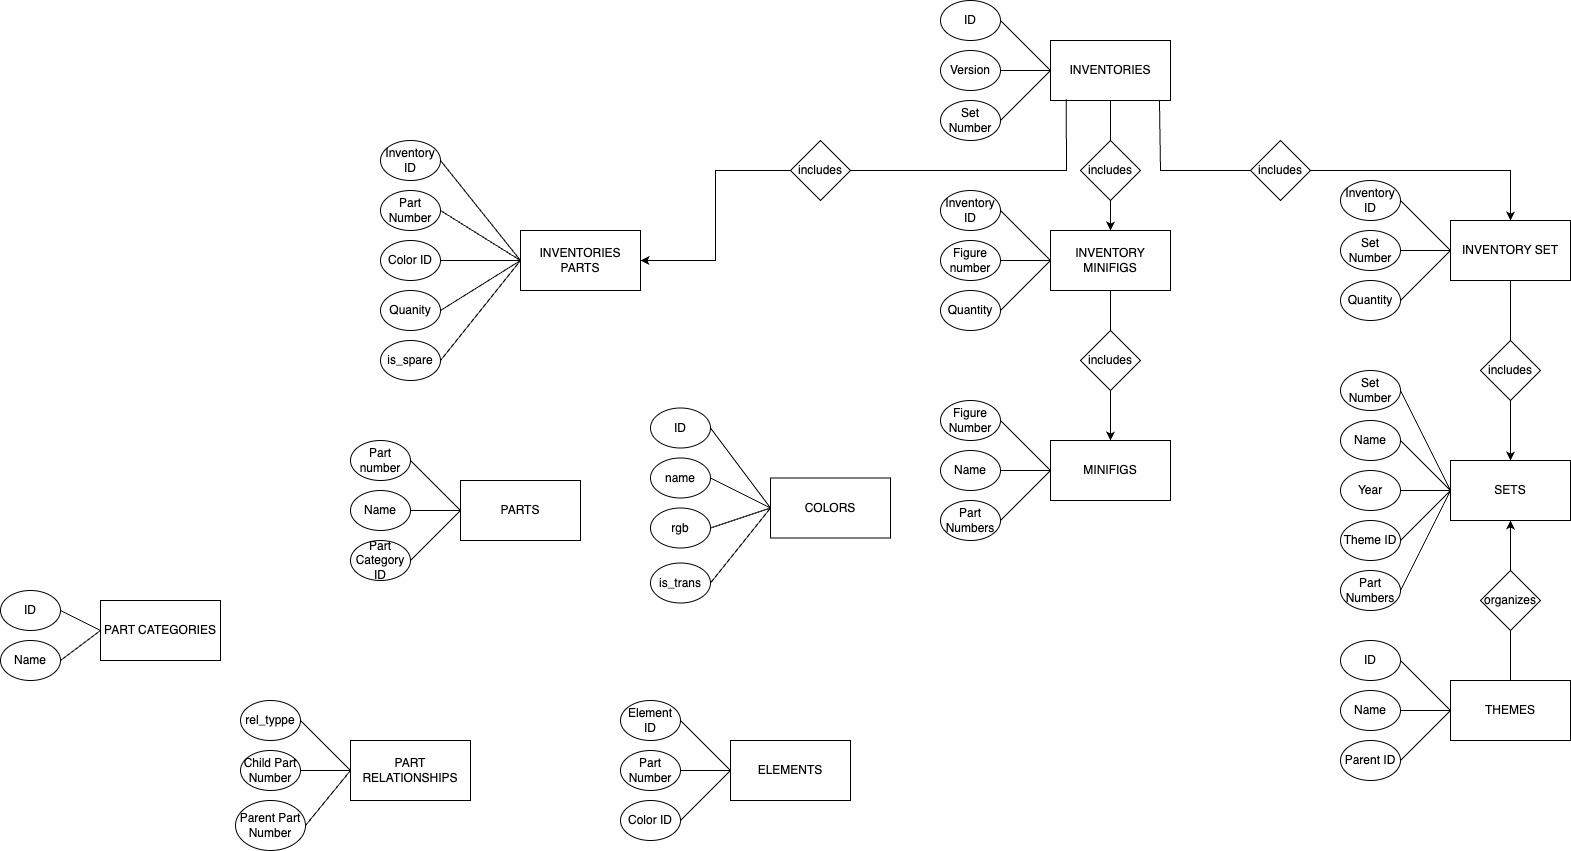 ID
Version
Set
Number
INVENTORIES
includes
includes
includes
Inventory
ID
Part
Number
Color ID
Quanity
is_spare
INVENTORIES
PARTS
Inventory
ID
Figure
number
Quantity
INVENTORY
MINIFIGS
Inventory
ID
Set
Number
Quantity
INVENTORY SET
includes
includes
Part
number
Name
Part
Category
ID
PARTS
ID
name
rgb
is_trans
COLORS
Figure
Number
Name
Part
Numbers
MINIFIGS
Set
Number
Name
Year
Theme ID
Part
Numbers
SETS
organizes
ID
Name
PART CATEGORIES
rel_typpe
Child Part
Number
Parent Part
Number
PART
RELATIONSHIPS
Element
ID
Part
Number
Color ID
ELEMENTS
ID
Name
Parent ID
THEMES